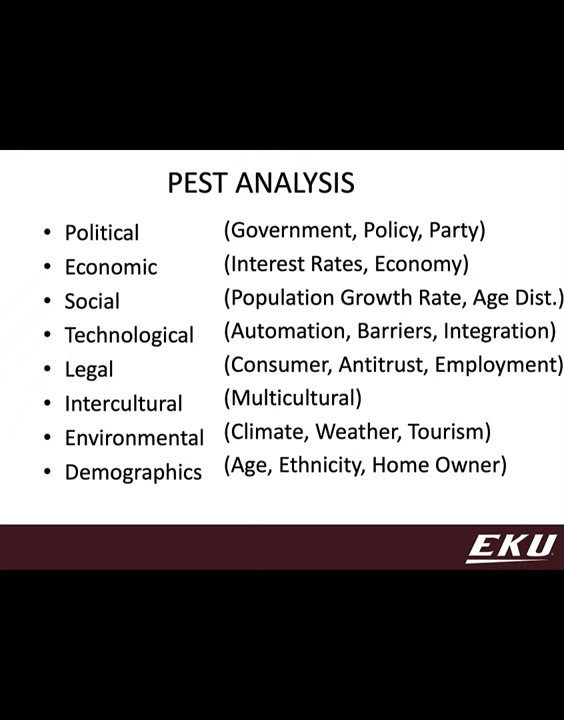 PEST ANALYSIS
• Political (Government, Policy, Party)
• Economic (Interest Rates, Economy)
• Social (Population Growth Rate, Age Dist.)
• Technological (Automation, Barriers, Integration)
• Legal (Consumer, Antitrust, Employment)
• Intercultural (Multicultural)
• Environmental (Climate, Weather, Tourism)
• Demographics (Age, Ethnicity, Home Owner)
EKU